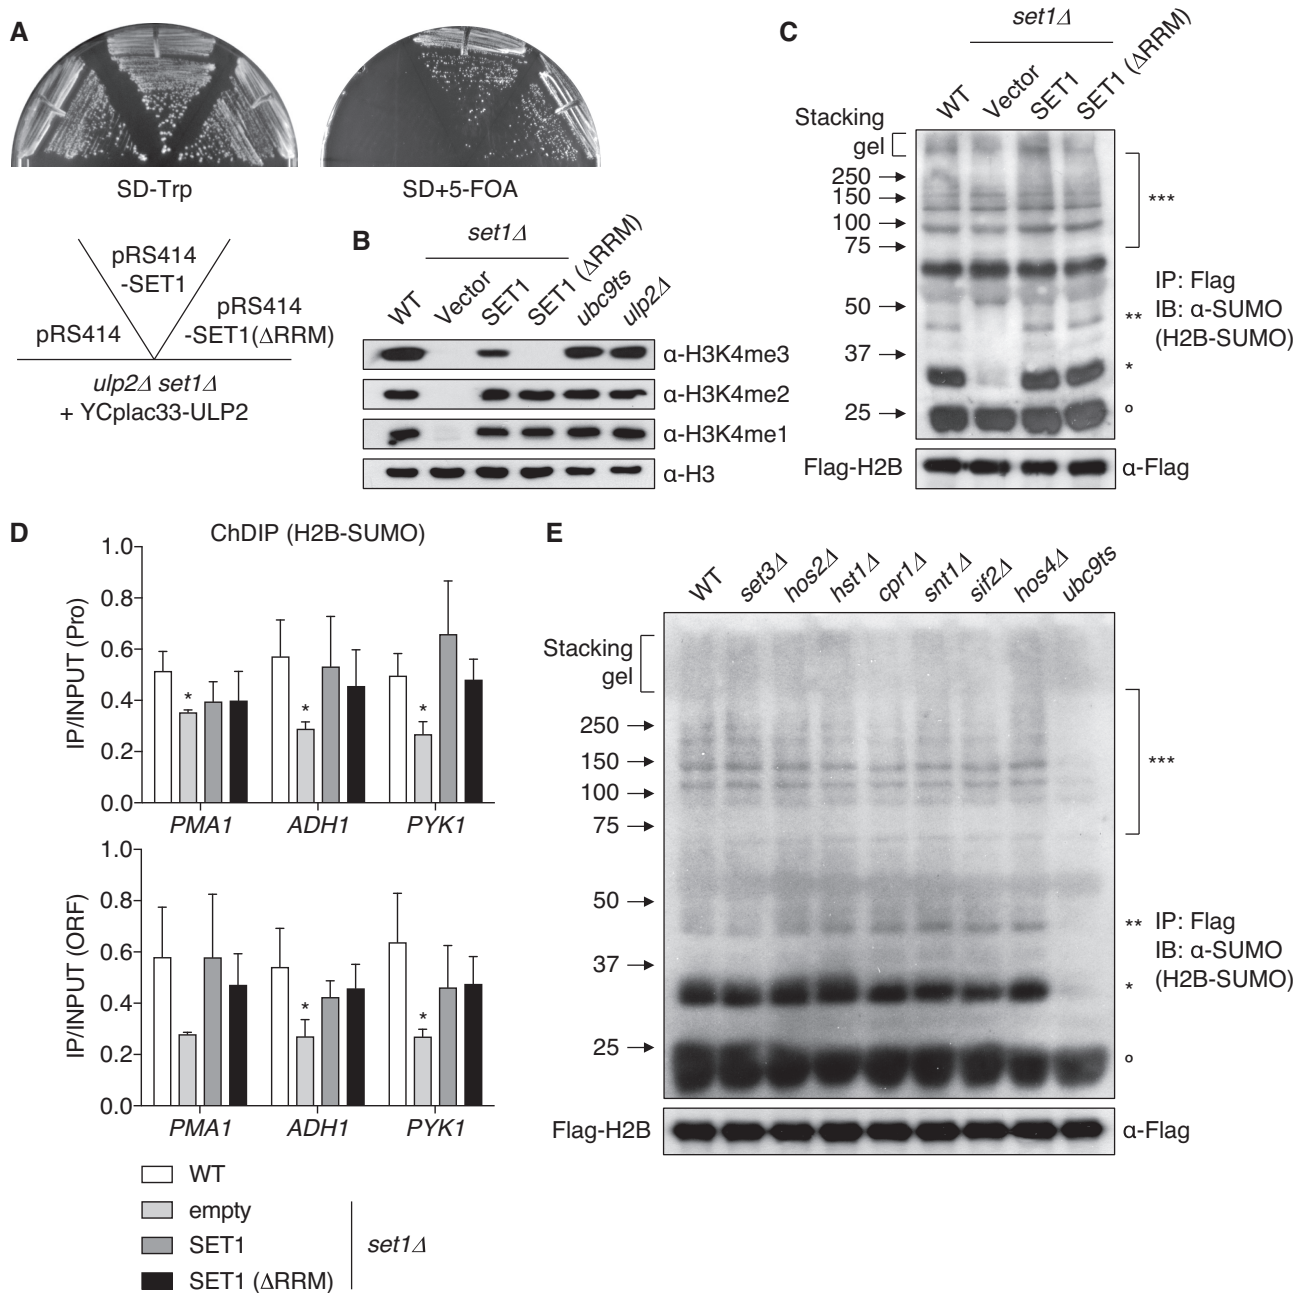 A
SD-Trp
SD+5-FOA
pRS414
pRS414
-SET1
pRS414
-SET1(ΔRRM)
ulp2Δ set1Δ
+ YCplac33-ULP2
B
set1Δ
WT
Vector
SET1
SET1 (ΔRRM)
ubc9ts
ulp2Δ
α-H3K4me3
α-H3K4me2
α-H3K4me1
α-H3
C
set1Δ
WT
Vector
SET1
SET1 (ΔRRM)
Stacking
gel
250
150
100
75
50
37
25
***
**
*
o
IP: Flag
IB: α-SUMO
(H2B-SUMO)
Flag-H2B
α-Flag
D
ChDIP (H2B-SUMO)
IP/INPUT (Pro)
1.0
0.8
0.6
0.4
0.2
0.0
*
*
*
PMA1
ADH1
PYK1
IP/INPUT (ORF)
1.0
0.8
0.6
0.4
0.2
0.0
*
*
PMA1
ADH1
PYK1
WT
empty
SET1
SET1 (ΔRRM)
set1Δ
E
WT
set3Δ
hos2Δ
hst1Δ
cpr1Δ
snt1Δ
sif2Δ
hos4Δ
ubc9ts
Stacking
gel
250
150
100
75
50
37
25
***
**
*
o
IP: Flag
IB: α-SUMO
(H2B-SUMO)
Flag-H2B
α-Flag